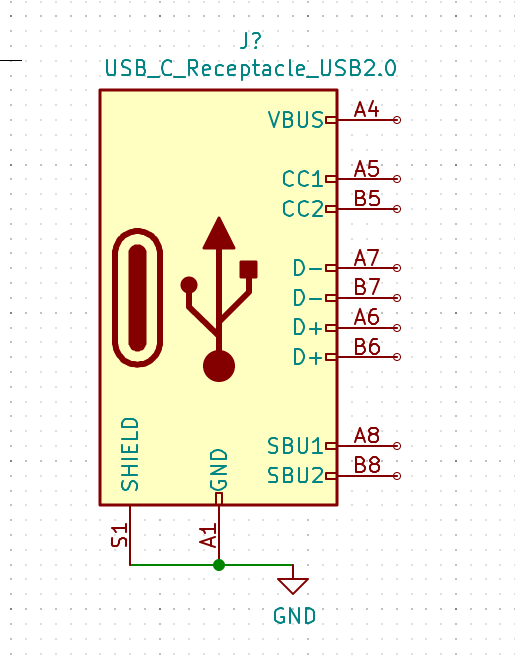 J?
USB_C_Receptacle_USB2.0
VBUS A4
CC1 A5
CC2 B5
D- A7
D- B7
D+ A6
D+ B6
SBU1 A8
SBU2 B8
SHIELD
GND
S1
A1
GND